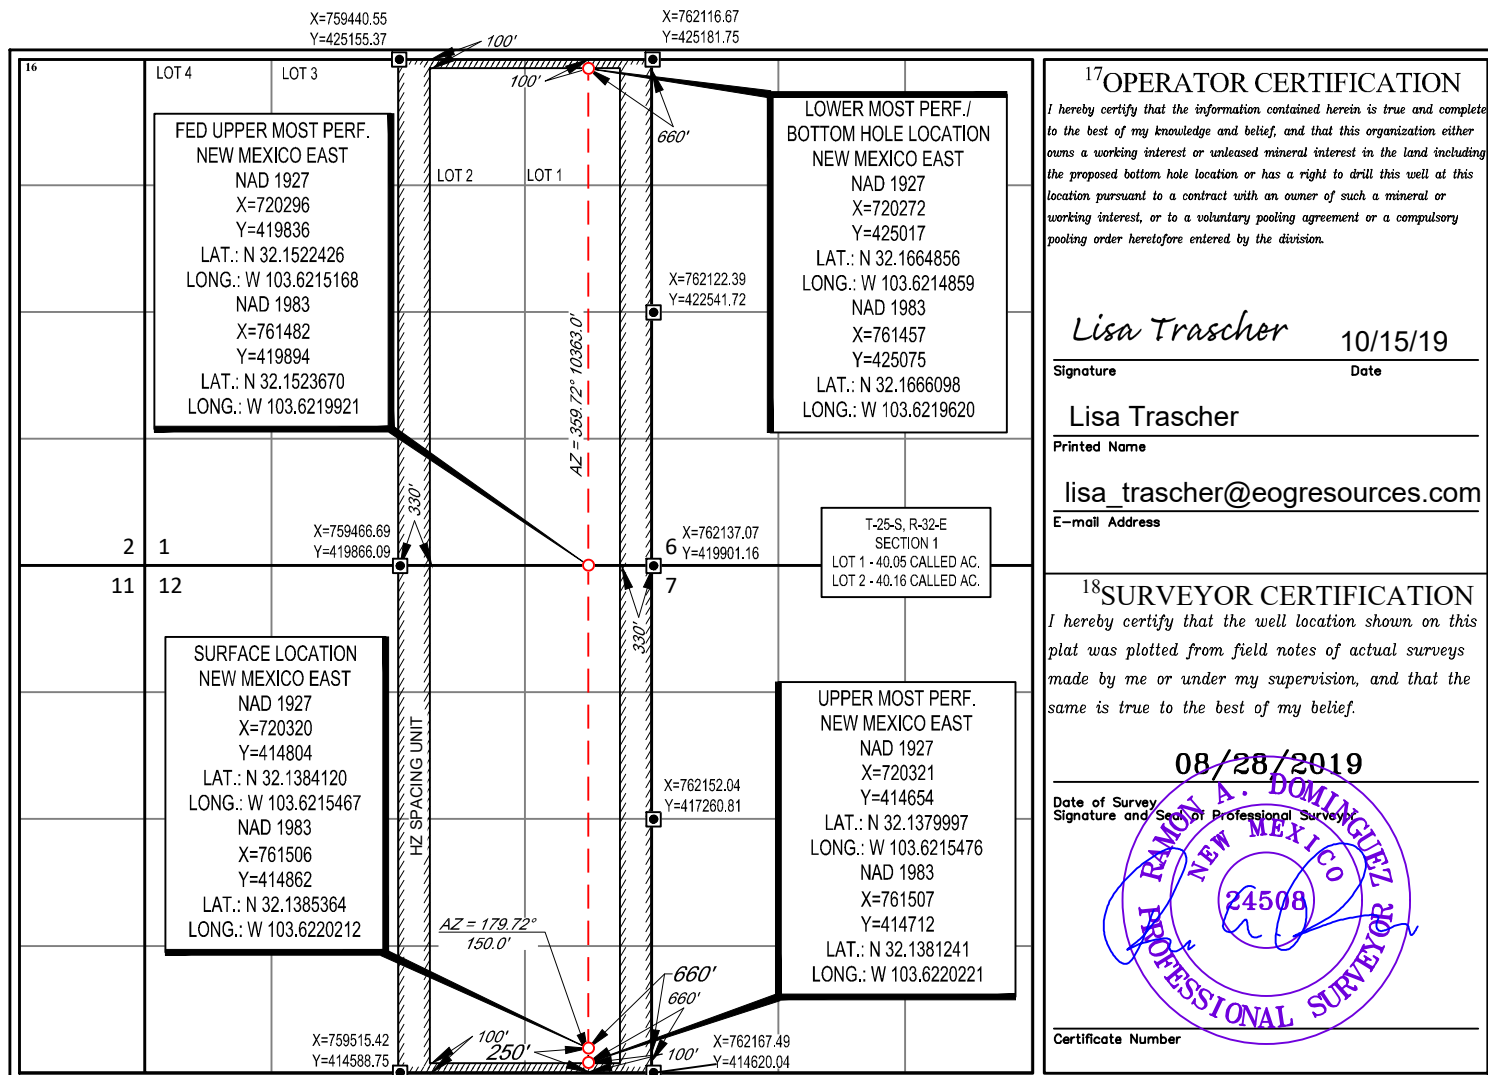 X=759440.55
Y=425155.37
X=762116.67
Y=425181.75
16
LOT 4
LOT 3
100'
100'
660'
FED UPPER MOST PERF.
NEW MEXICO EAST
NAD 1927
X=720296
Y=419836
LAT.: N 32.1522426
LONG.: W 103.6215168
NAD 1983
X=761482
Y=419894
LAT.: N 32.1523670
LONG.: W 103.6219921
LOT 2
LOT 1
LOWER MOST PERF./
BOTTOM HOLE LOCATION
NEW MEXICO EAST
NAD 1927
X=720272
Y=425017
LAT.: N 32.1664856
LONG.: W 103.6214859
NAD 1983
X=761457
Y=425075
LAT.: N 32.1666098
LONG.: W 103.6219620
X=762122.39
Y=422541.72
AZ = 359.72° 10363.0'
330'
X=759466.69
Y=419866.09
X=762137.07
Y=419901.16
2
1
6
11
12
7
T-25-S, R-32-E
SECTION 1
LOT 1 - 40.05 CALLED AC.
LOT 2 - 40.16 CALLED AC.
330'
SURFACE LOCATION
NEW MEXICO EAST
NAD 1927
X=720320
Y=414804
LAT.: N 32.1384120
LONG.: W 103.6215467
NAD 1983
X=761506
Y=414862
LAT.: N 32.1385364
LONG.: W 103.6220212
HZ SPACING UNIT
X=762152.04
Y=417260.81
UPPER MOST PERF.
NEW MEXICO EAST
NAD 1927
X=720321
Y=414654
LAT.: N 32.1379997
LONG.: W 103.6215476
NAD 1983
X=761507
Y=414712
LAT.: N 32.1381241
LONG.: W 103.6220221
AZ = 179.72°
150.0'
660'
660'
X=759515.42
Y=414588.75
100'
250'
100'
X=762167.49
Y=414620.04
17 OPERATOR CERTIFICATION
I hereby certify that the information contained herein is true and complete
to the best of my knowledge and belief, and that this organization either
owns a working interest or unleased mineral interest in the land including
the proposed bottom hole location or has a right to drill this well at this
location pursuant to a contract with an owner of such a mineral or
working interest, or to a voluntary pooling agreement or a compulsory
pooling order heretofore entered by the division.
Lisa Trascher 10/15/19
Signature Date
Lisa Trascher
Printed Name
lisa_trascher@eogresources.com
E-mail Address
18 SURVEYOR CERTIFICATION
I hereby certify that the well location shown on this
plat was plotted from field notes of actual surveys
made by me or under my supervision, and that the
same is true to the best of my belief.
08/28/2019
Date of Survey
Signature and Seal of Professional Surveyor:
RAMON A. DOMINGUEZ
NEW MEXICO
24508
PROFESSIONAL SURVEYOR
Certificate Number